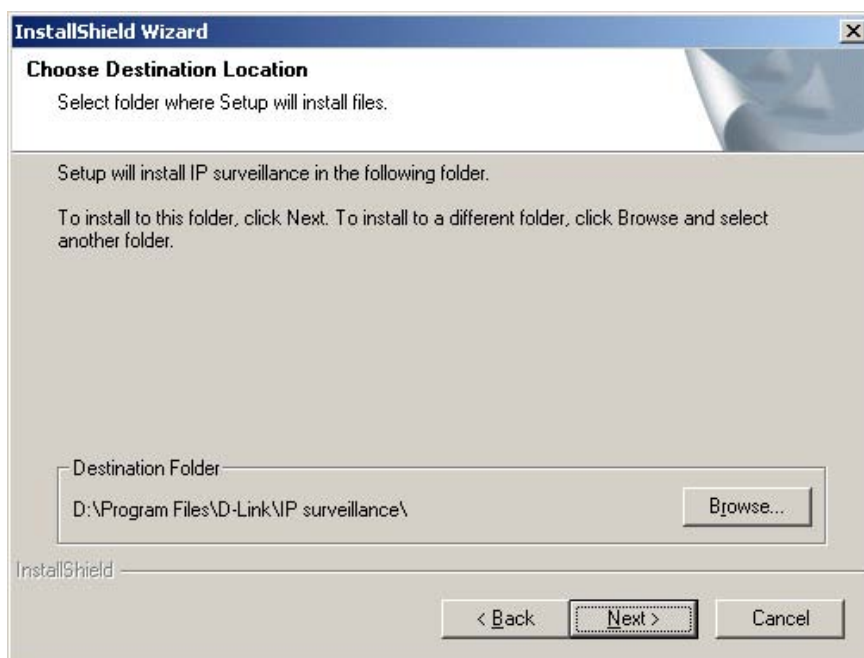 InstallShield Wizard
Choose Destination Location
Select folder where Setup will install files.
Setup will install IP surveillance in the following folder.
To install to this folder, click Next. To install to a different folder, click Browse and select
another folder.
Destination Folder
D:\Program Files\D-Link\IP surveillance\
Browse...
InstallShield
< Back
Next >
Cancel